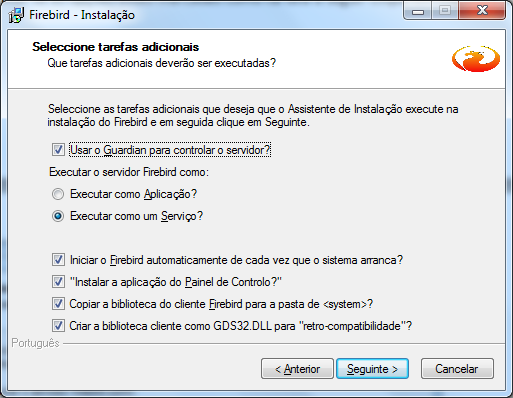 Firebird - Instalação
Seleccione tarefas adicionais
Que tarefas adicionais deverão ser executadas?
Seleccione as tarefas adicionais que deseja que o Assistente de Instalação execute na
instalação do Firebird e em seguida clique em Seguinte.
Usar o Guardian para controlar o servidor?
Executar o servidor Firebird como:
Executar como Aplicação?
Executar como um Serviço?
Iniciar o Firebird automaticamente de cada vez que o sistema arranca?
"Instalar a aplicação do Painel de Controlo?"
Copiar a biblioteca do cliente Firebird para a pasta de <system>?
Criar a biblioteca cliente como GDS32.DLL para "retro-compatibilidade"?
Português
< Anterior
Seguinte >
Cancelar